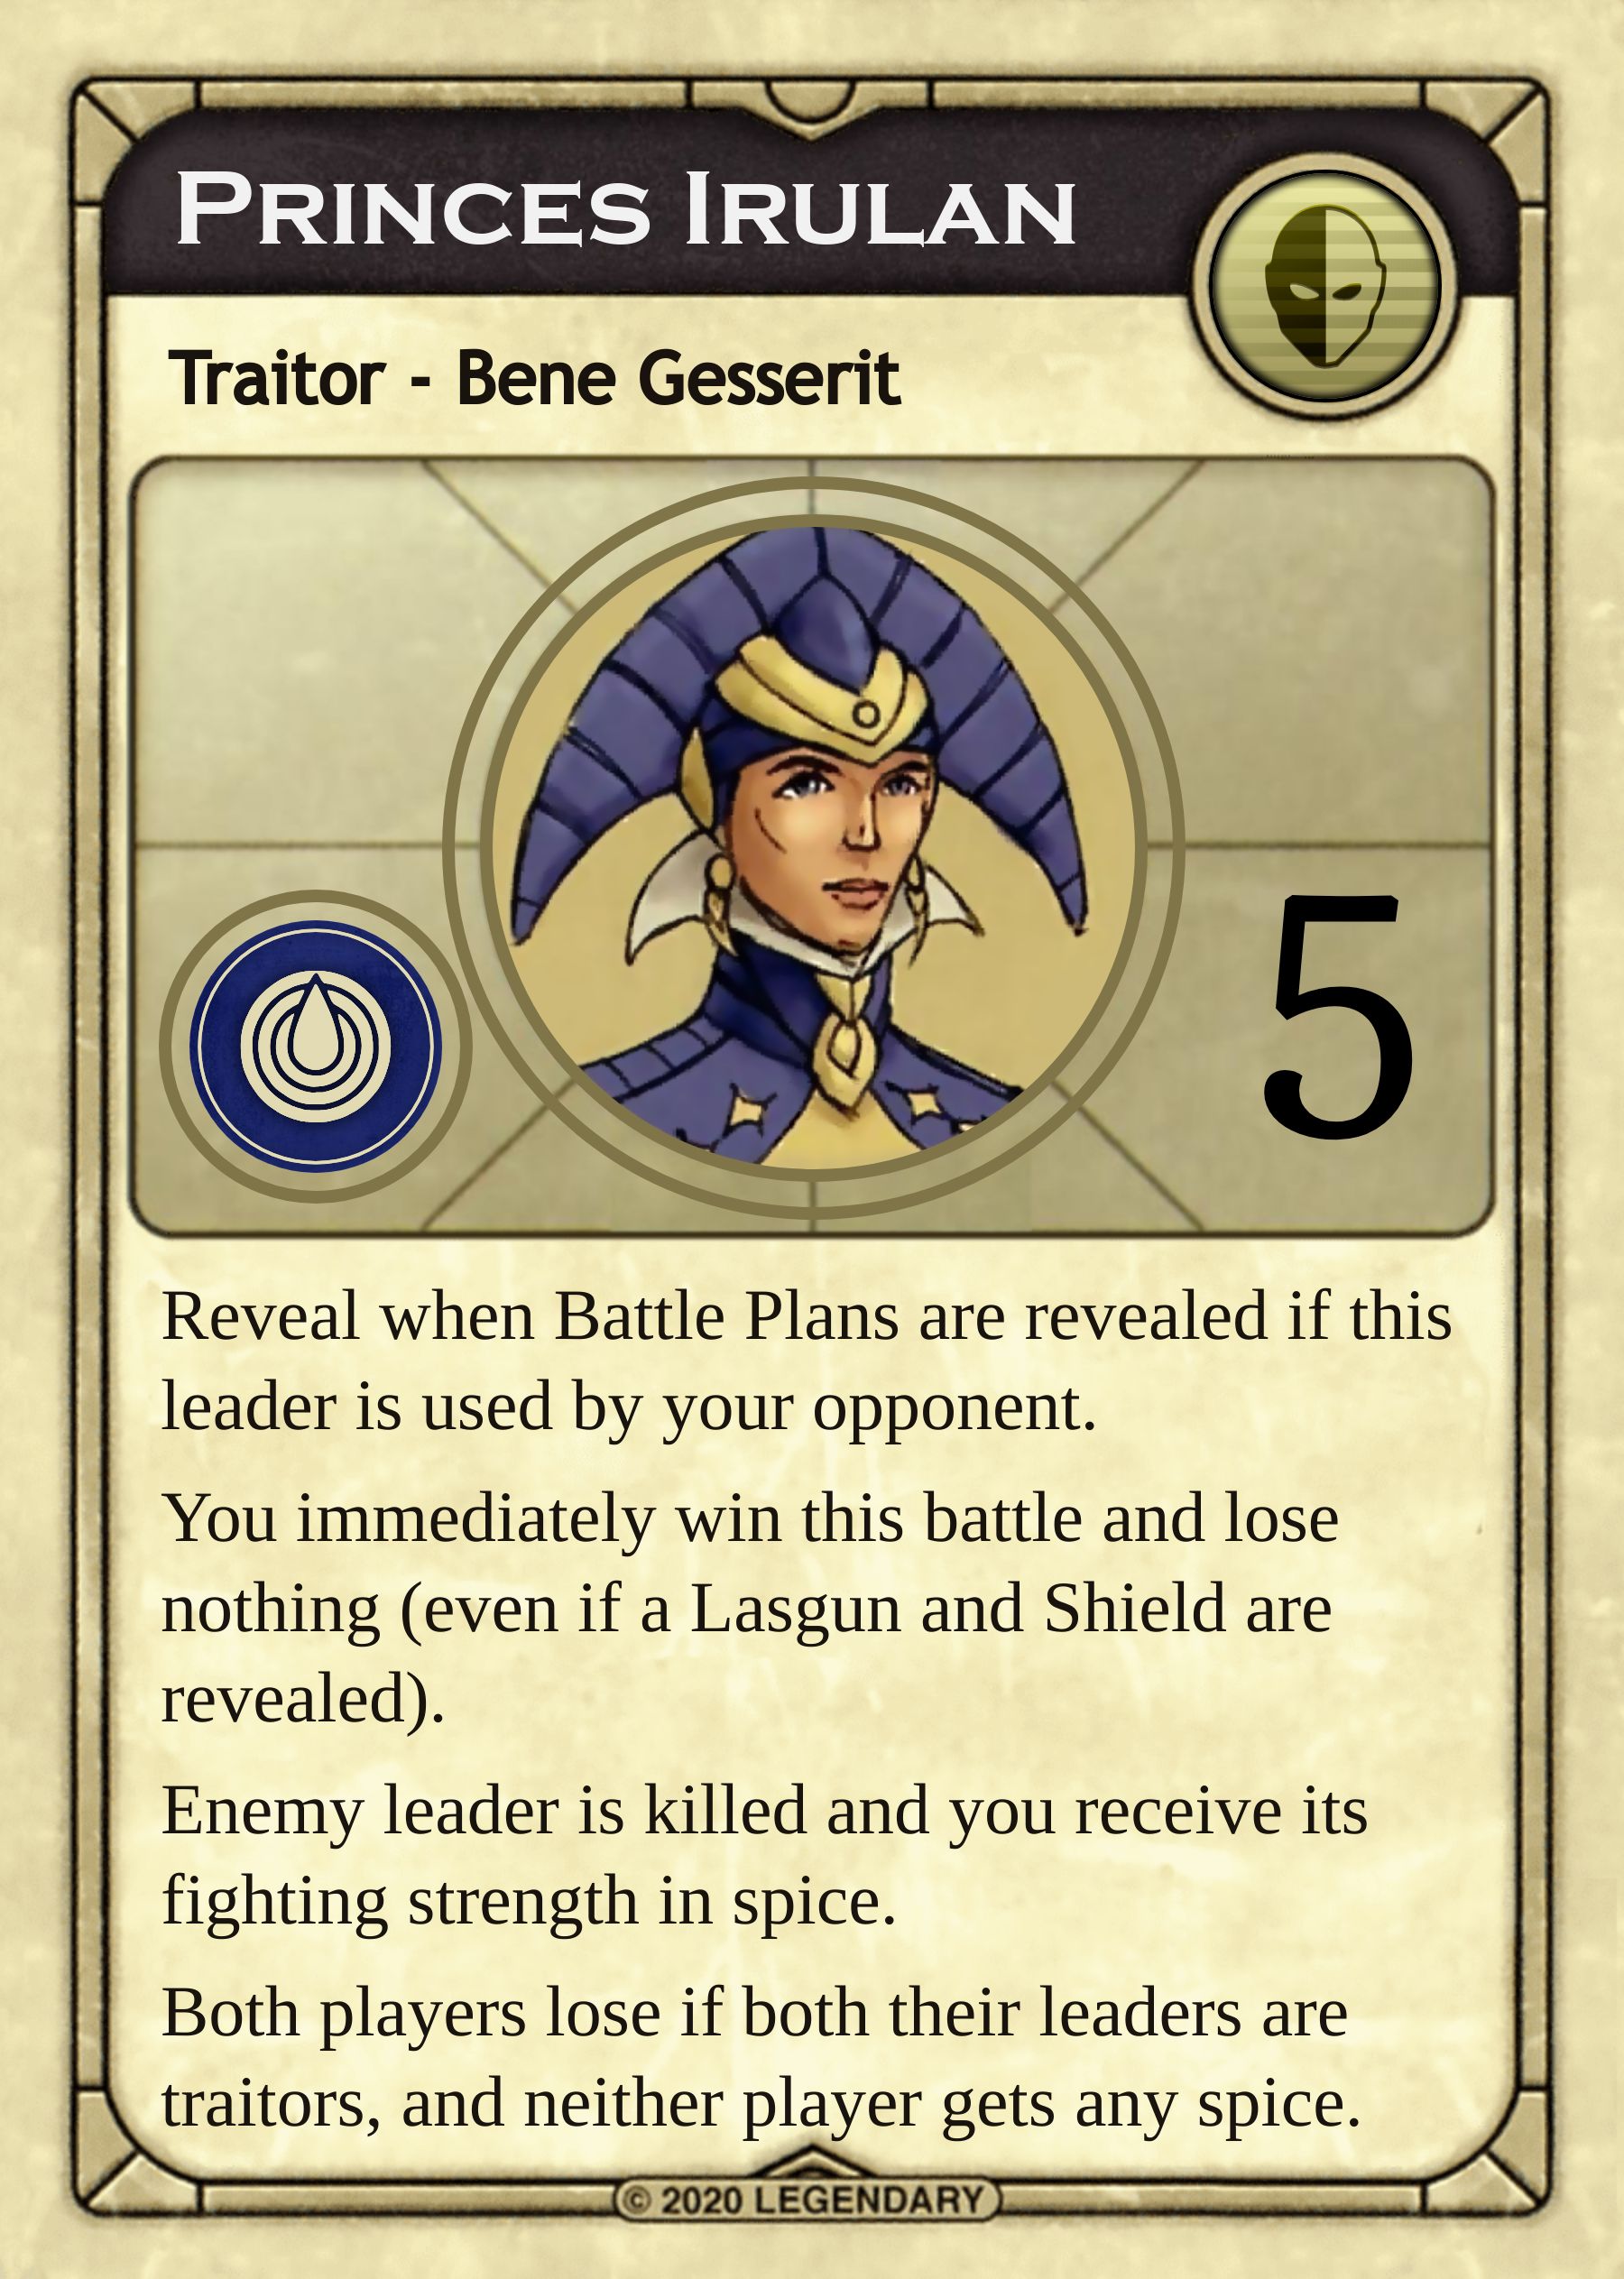 PRINCES IRULAN
Traitor - Bene Gesserit
5
Reveal when Battle Plans are revealed if this
leader is used by your opponent.
You immediately win this battle and lose
nothing (even if a Lasgun and Shield are
revealed).
Enemy leader is killed and you receive its
fighting strength in spice.
Both players lose if both their leaders are
traitors, and neither player gets any spice.
© 2020 LEGENDARY